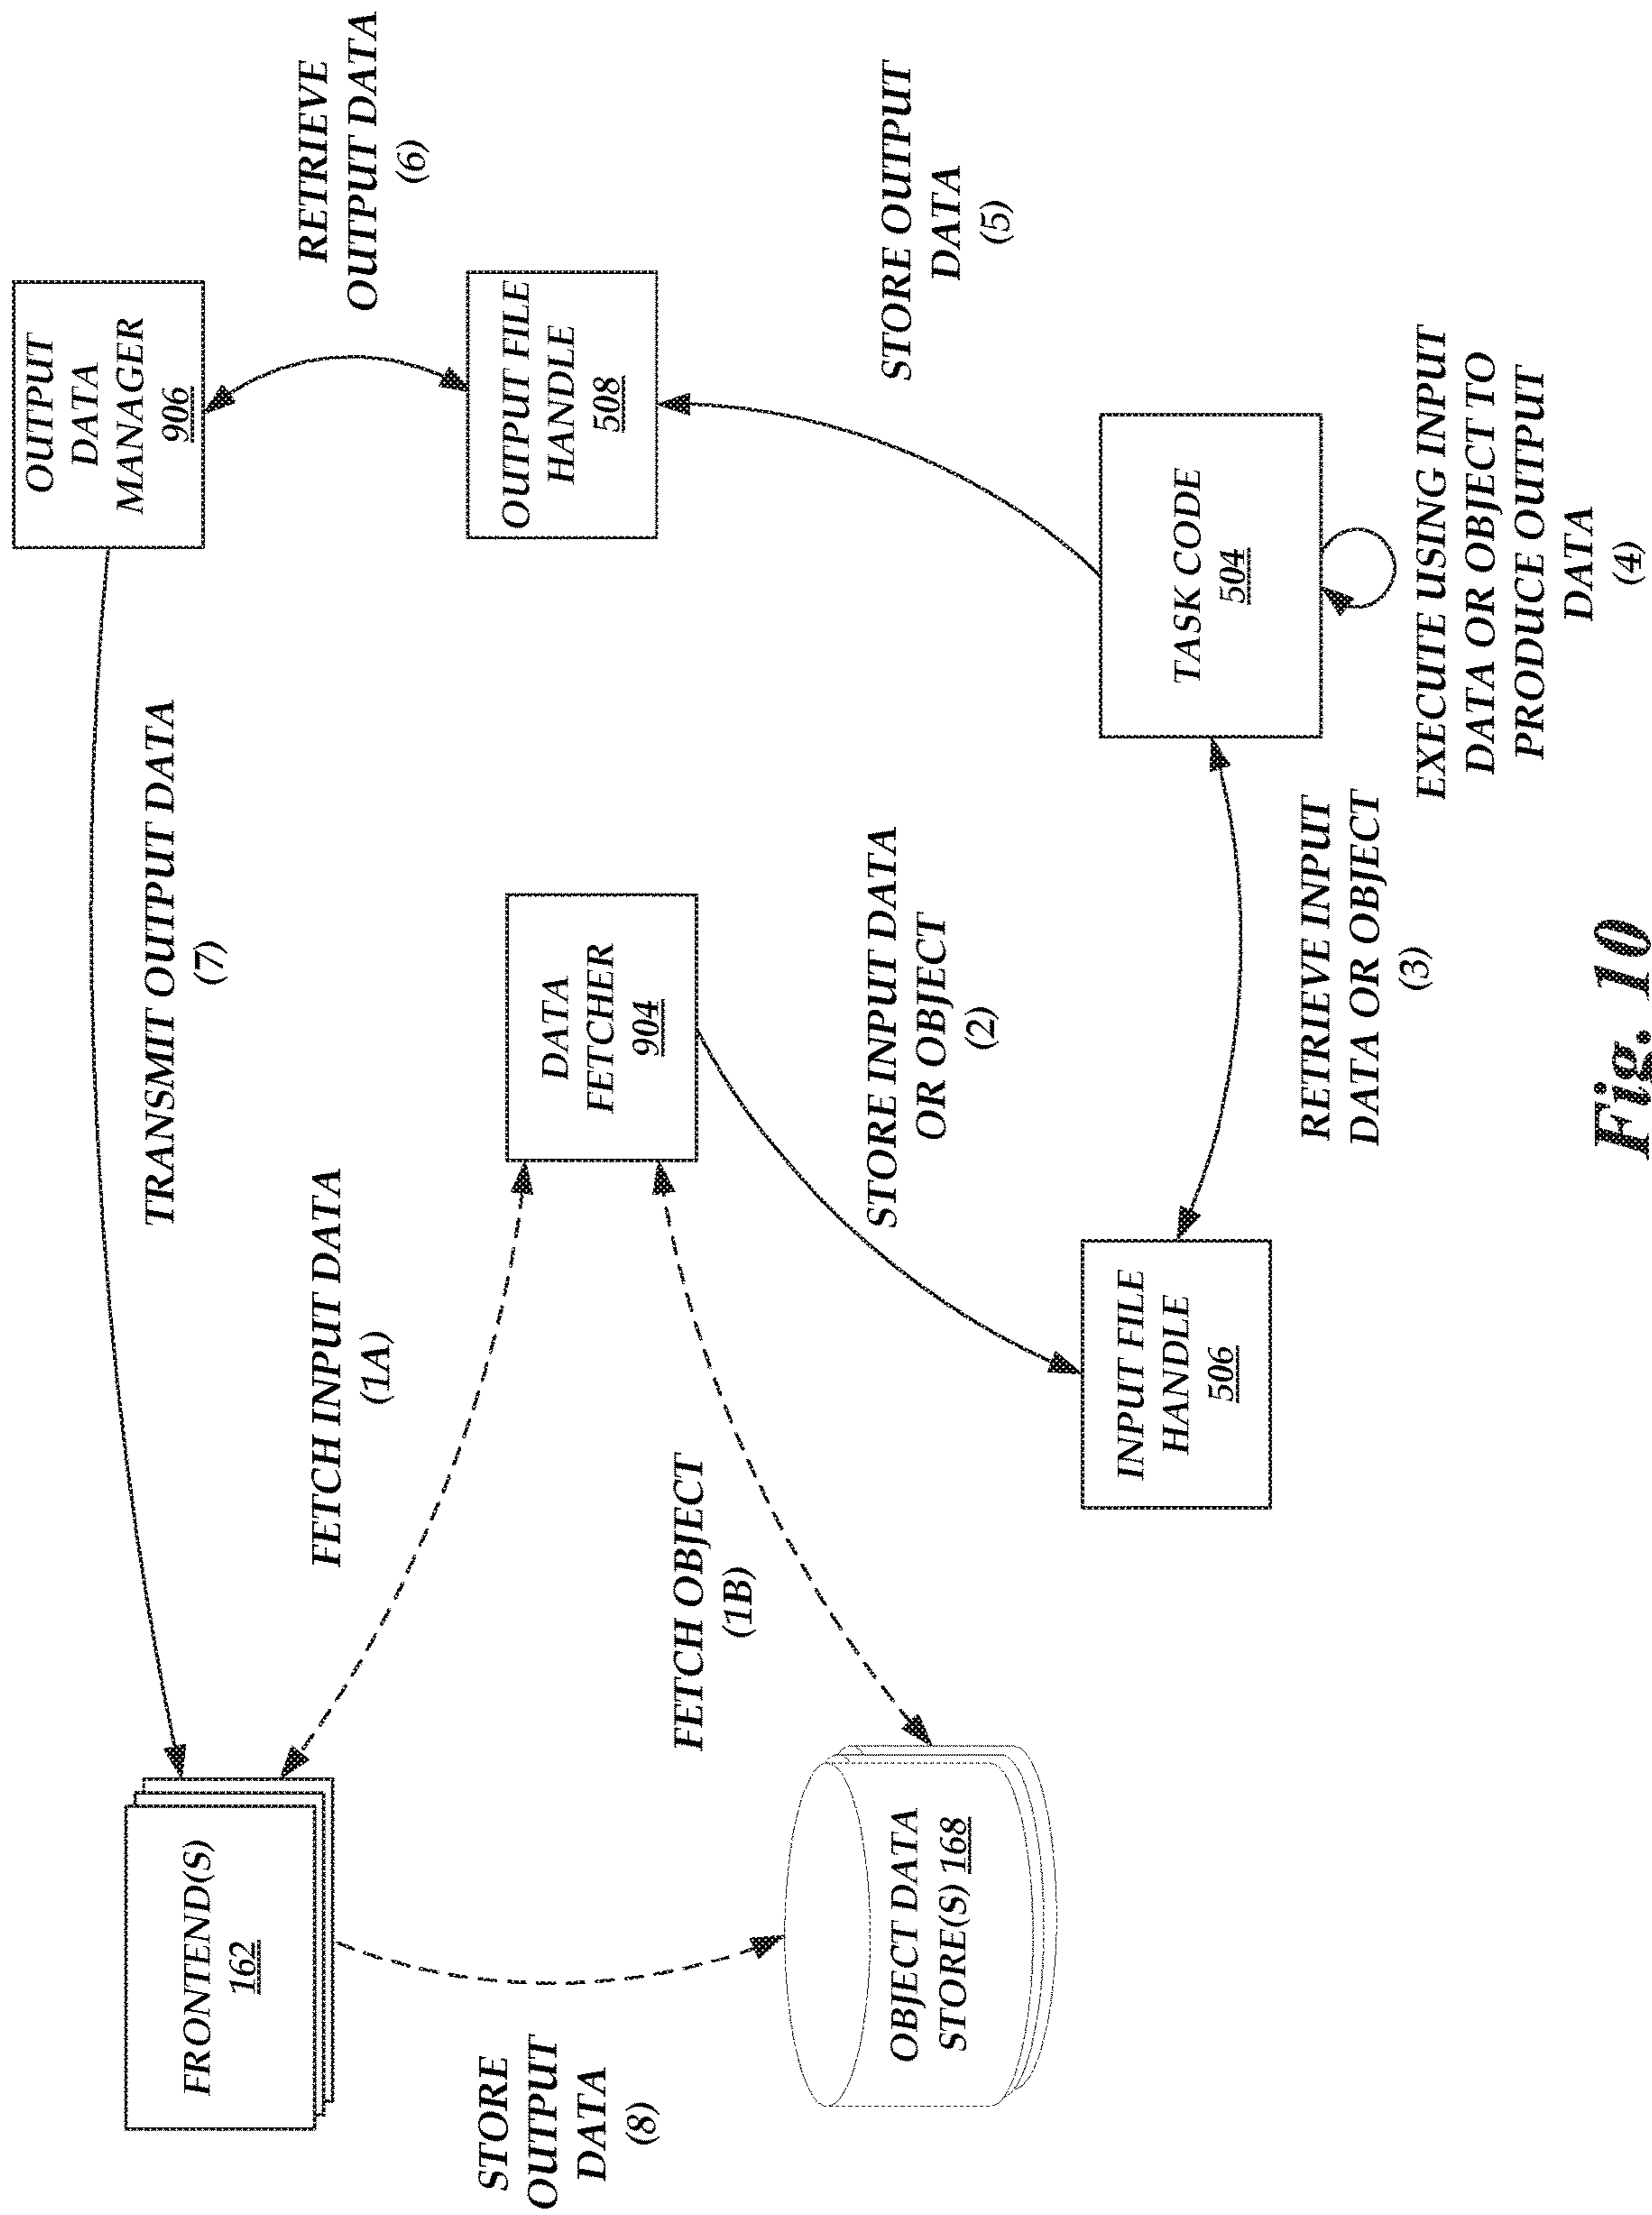 OUTPUT
DATA
MANAGER
906
RETRIEVE
OUTPUT DATA
(6)
TRANSMIT OUTPUT DATA
(7)
OUTPUT FILE
HANDLE
508
FRONTEND(S)
162
FETCH INPUT DATA
(1A)
DATA
FETCHER
904
STORE OUTPUT
DATA
(5)
STORE
OUTPUT
DATA
(8)
FETCH OBJECT
(1B)
STORE INPUT DATA
OR OBJECT
(2)
OBJECT DATA
STORE(S) 168
INPUT FILE
HANDLE
506
TASK CODE
504
RETRIEVE INPUT
DATA OR OBJECT
(3)
EXECUTE USING INPUT
DATA OR OBJECT TO
PRODUCE OUTPUT
DATA
(4)
Fig. 10